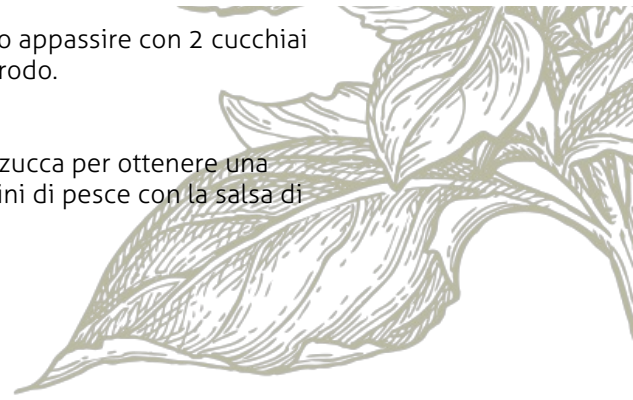 o appassire con 2 cucchiai
rodo.
zucca per ottenere una
ini di pesce con la salsa di